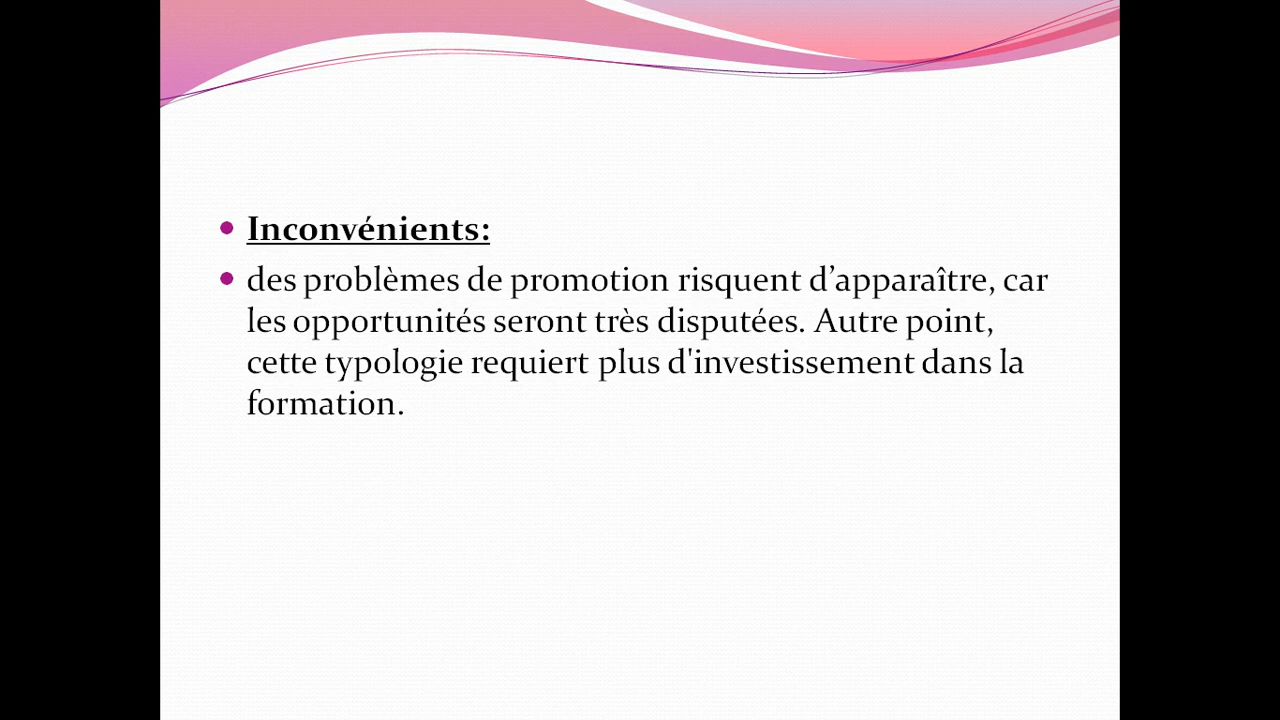 Inconvénients:
des problèmes de promotion risquent d’apparaître, car
les opportunités seront très disputées. Autre point,
cette typologie requiert plus d'investissement dans la
formation.